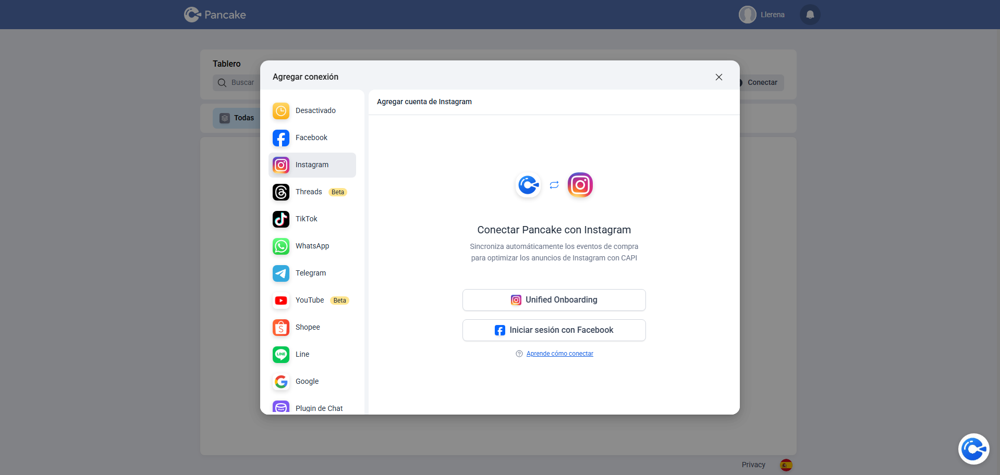 Pancake
Llerena
Tablero
Buscar
Conectar
Todas
Agregar conexión
Desactivado
Facebook
Instagram
Threads Beta
TikTok
WhatsApp
Telegram
YouTube Beta
Shopee
LINE
Line
Google
Plugin de Chat
Agregar cuenta de Instagram
Conectar Pancake con Instagram
Sincroniza automáticamente los eventos de compra
para optimizar los anuncios de Instagram con CAPI
Unified Onboarding
Iniciar sesión con Facebook
Aprende cómo conectar
Privacy